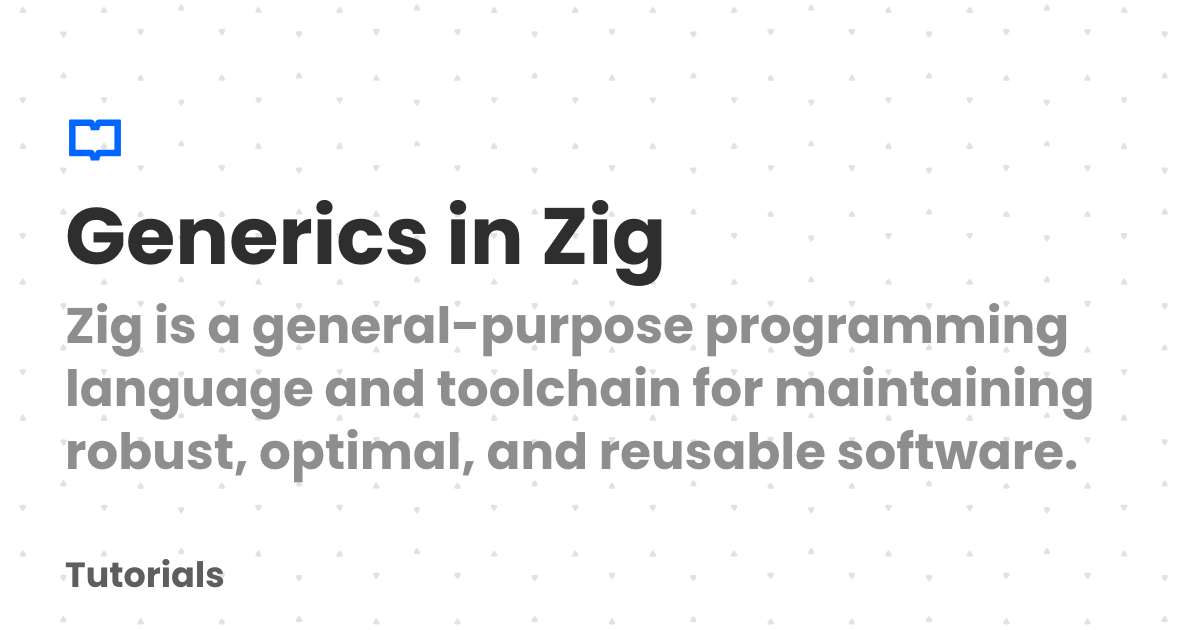 Generics in Zig
Zig is a general-purpose programming
language and toolchain for maintaining
robust, optimal, and reusable software.
Tutorials